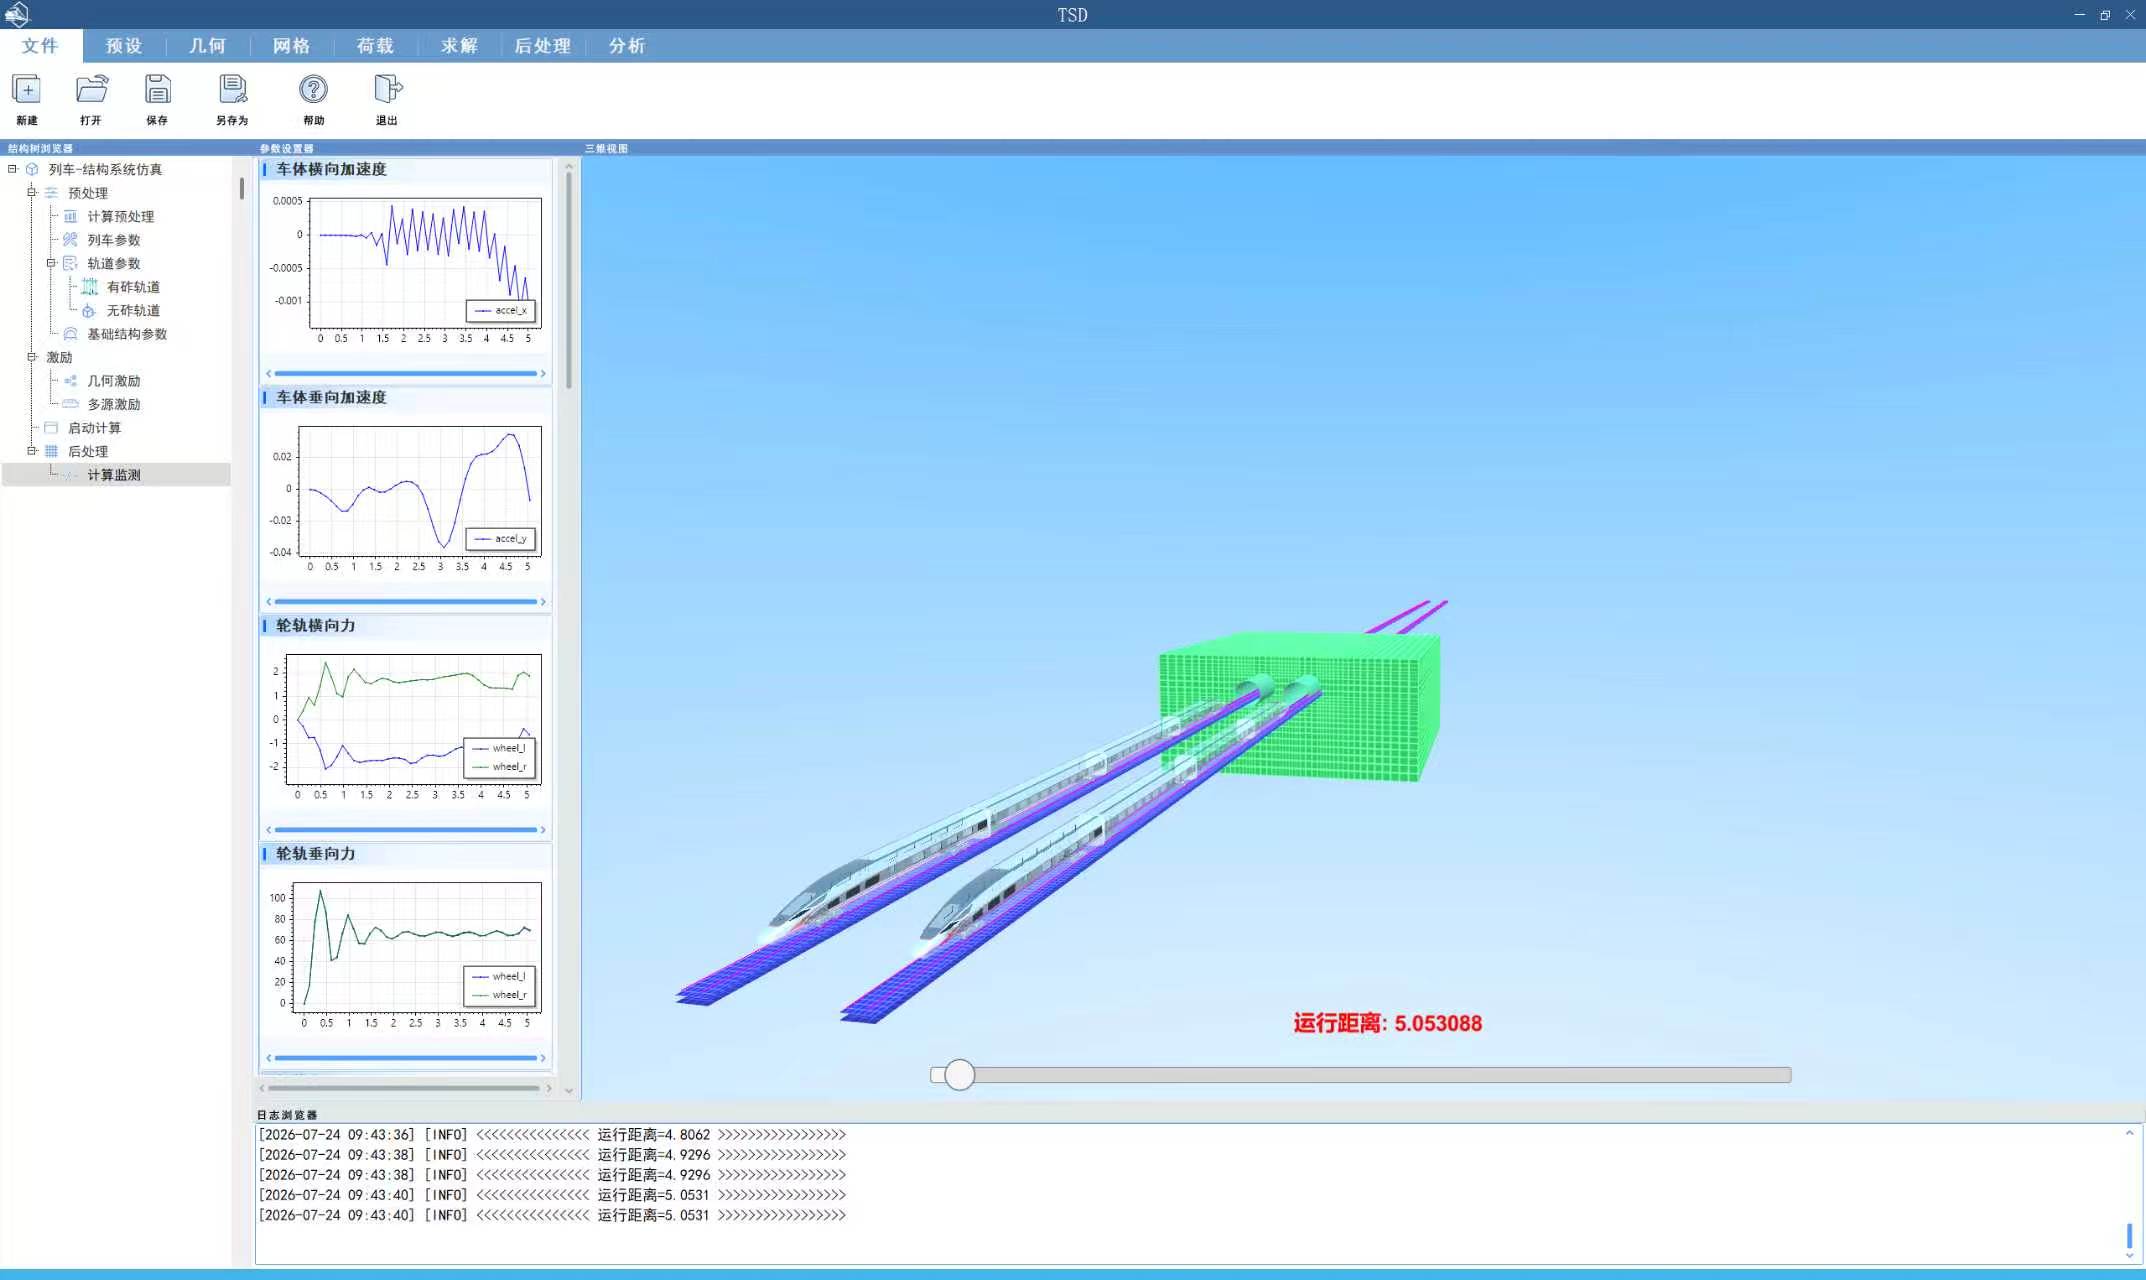 TSD
文件 预设 几何 网格 荷载 求解 后处理 分析
新建 打开 保存 另存为 帮助 退出
结构树浏览器
列车-结构系统仿真
预处理
计算预处理
列车参数
轨道参数
有砟轨道
无砟轨道
基础结构参数
激励
几何激励
多源激励
启动计算
后处理
计算监测
参数设置器
车体横向加速度
0.0005
0
-0.0005
-0.001
accel_x
0 0.5 1 1.5 2 2.5 3 3.5 4 4.5 5
车体垂向加速度
0.02
0
-0.02
-0.04
accel_y
0 0.5 1 1.5 2 2.5 3 3.5 4 4.5 5
轮轨横向力
2
1
0
-1
-2
wheel_l
wheel_r
0 0.5 1 1.5 2 2.5 3 3.5 4 4.5 5
轮轨垂向力
100
80
60
40
20
0
wheel_l
wheel_r
0 0.5 1 1.5 2 2.5 3 3.5 4 4.5 5
三维视图
运行距离: 5.053088
日志浏览器
[2026-07-24 09:43:36] [INFO] <<<<<<<<<<<<<<< 运行距离=4.8062 >>>>>>>>>>>>>>>>>
[2026-07-24 09:43:38] [INFO] <<<<<<<<<<<<<<< 运行距离=4.9296 >>>>>>>>>>>>>>>>>
[2026-07-24 09:43:38] [INFO] <<<<<<<<<<<<<<< 运行距离=4.9296 >>>>>>>>>>>>>>>>>
[2026-07-24 09:43:40] [INFO] <<<<<<<<<<<<<<< 运行距离=5.0531 >>>>>>>>>>>>>>>>>
[2026-07-24 09:43:40] [INFO] <<<<<<<<<<<<<<< 运行距离=5.0531 >>>>>>>>>>>>>>>>>